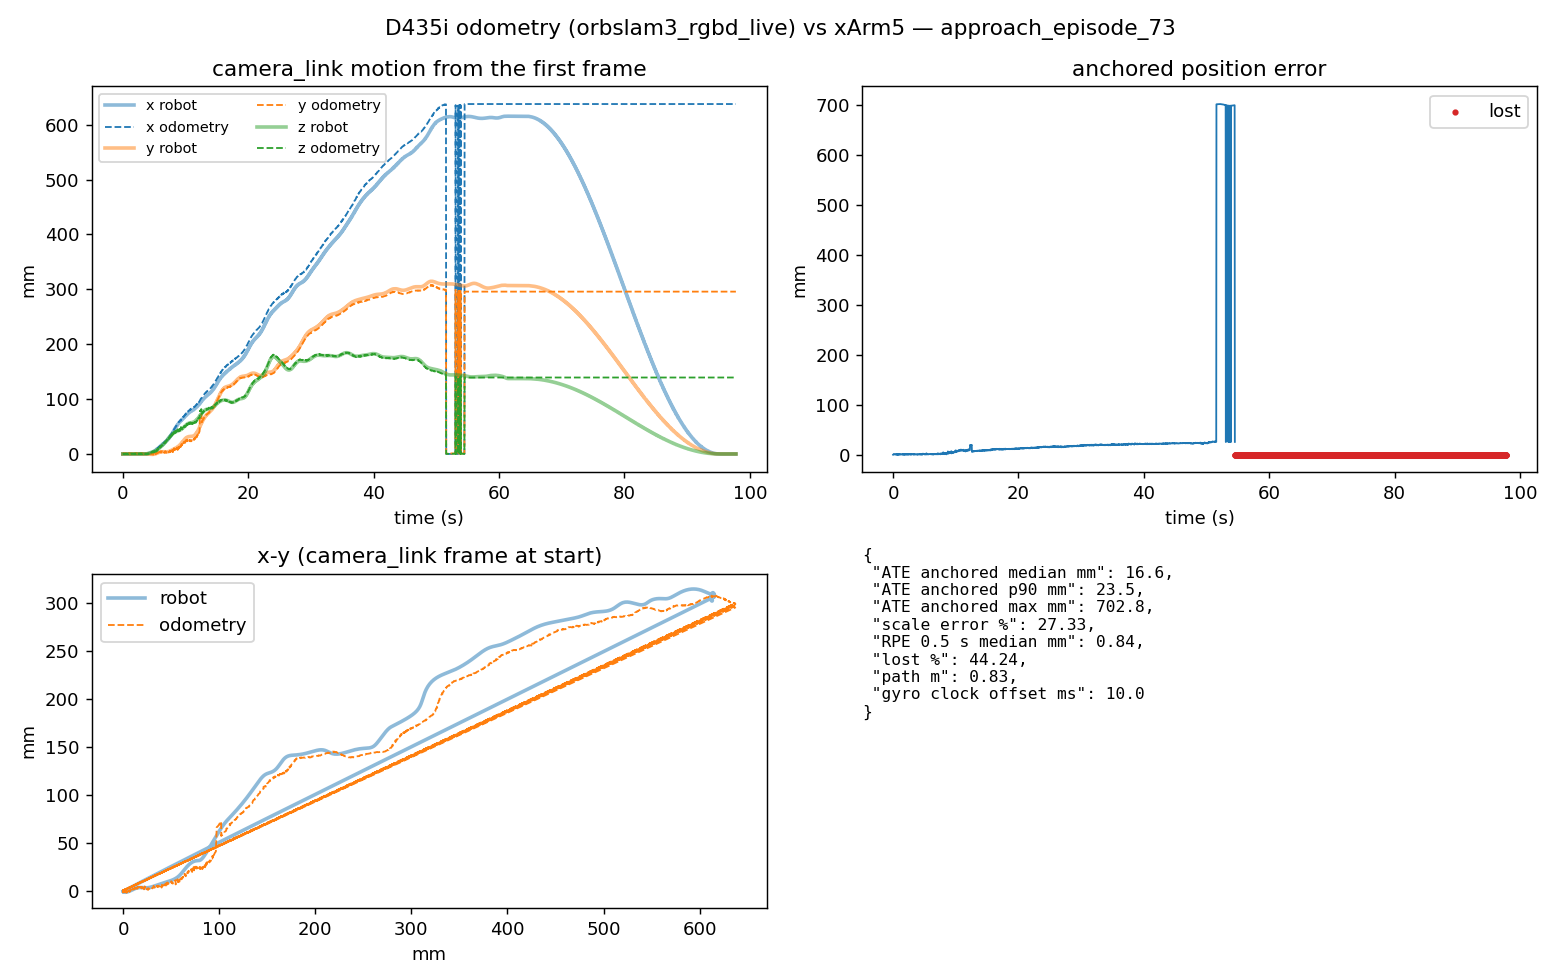 D435i odometry (orbslam3_rgbd_live) vs xArm5 — approach_episode_73
camera_link motion from the first frame
x robot
x odometry
y robot
y odometry
z robot
z odometry
mm
600
500
400
300
200
100
0
0 20 40 60 80 100
time (s)
anchored position error
lost
mm
700
600
500
400
300
200
100
0
0 20 40 60 80 100
time (s)
x-y (camera_link frame at start)
robot
odometry
mm
300
250
200
150
100
50
0
0 100 200 300 400 500 600
mm
{
"ATE anchored median mm": 16.6,
"ATE anchored p90 mm": 23.5,
"ATE anchored max mm": 702.8,
"scale error %": 27.33,
"RPE 0.5 s median mm": 0.84,
"lost %": 44.24,
"path m": 0.83,
"gyro clock offset ms": 10.0
}